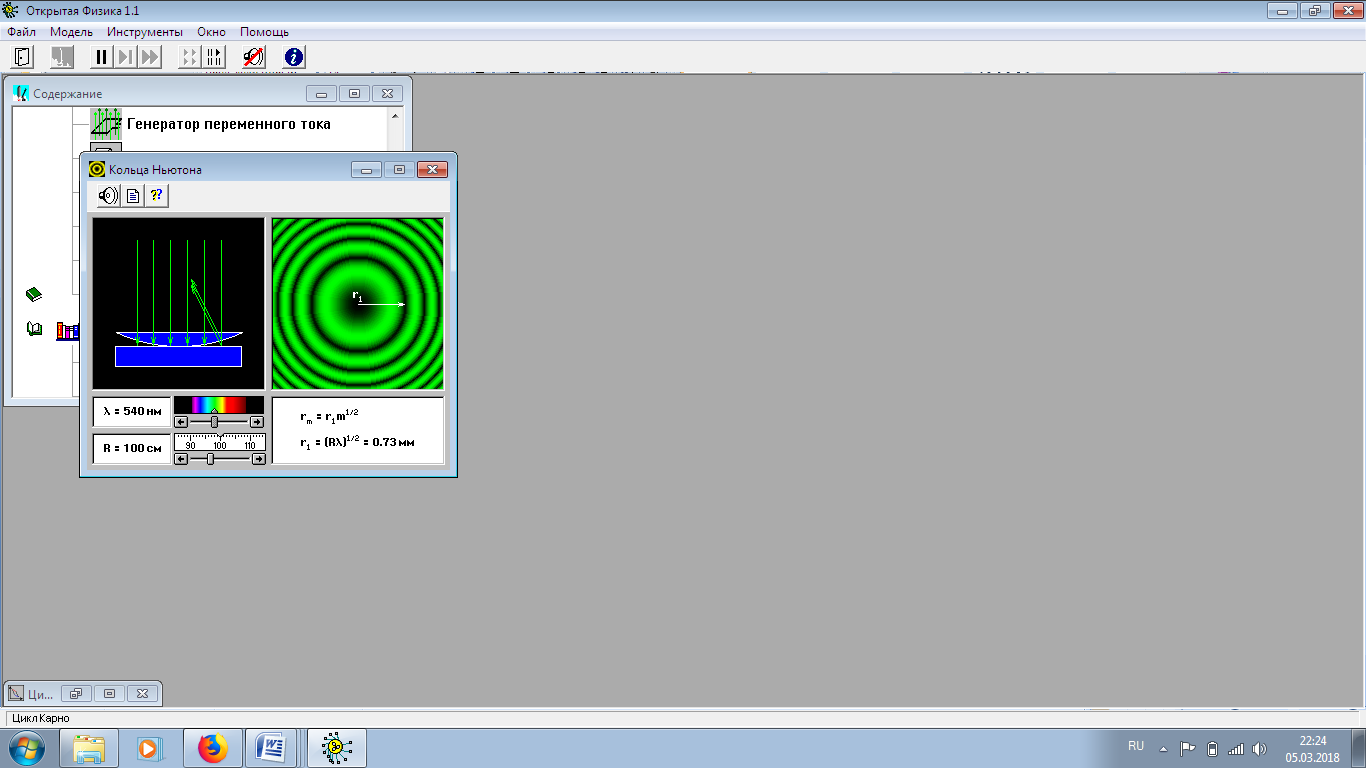 Открытая Физика 1.1
Файл Модель Инструменты Окно Помощь
Содержание
Генератор переменного тока
Кольца Ньютона
??
r1
λ = 540 нм
R = 100 см
90 100 110
rm = r1m1/2
r1 = (Rλ)1/2 = 0.73 мм
Ци...
Цикл Карно
RU
22:24
05.03.2018